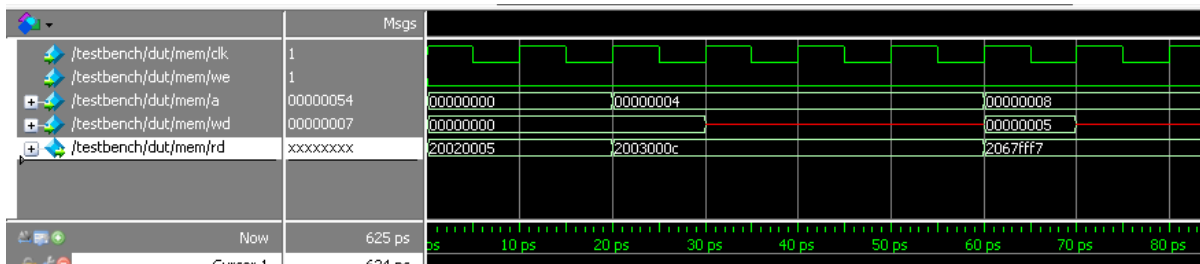 Msgs
/testbench/dut/mem/clk 1
/testbench/dut/mem/we 1
/testbench/dut/mem/a 00000054 00000000 00000004 00000008
/testbench/dut/mem/wd 00000007 00000000 00000005
/testbench/dut/mem/rd xxxxxxxx 20020005 2003000c 2067fff7
Now 625 ps ps 10 ps 20 ps 30 ps 40 ps 50 ps 60 ps 70 ps 80 ps
Cursor 1 624 ps